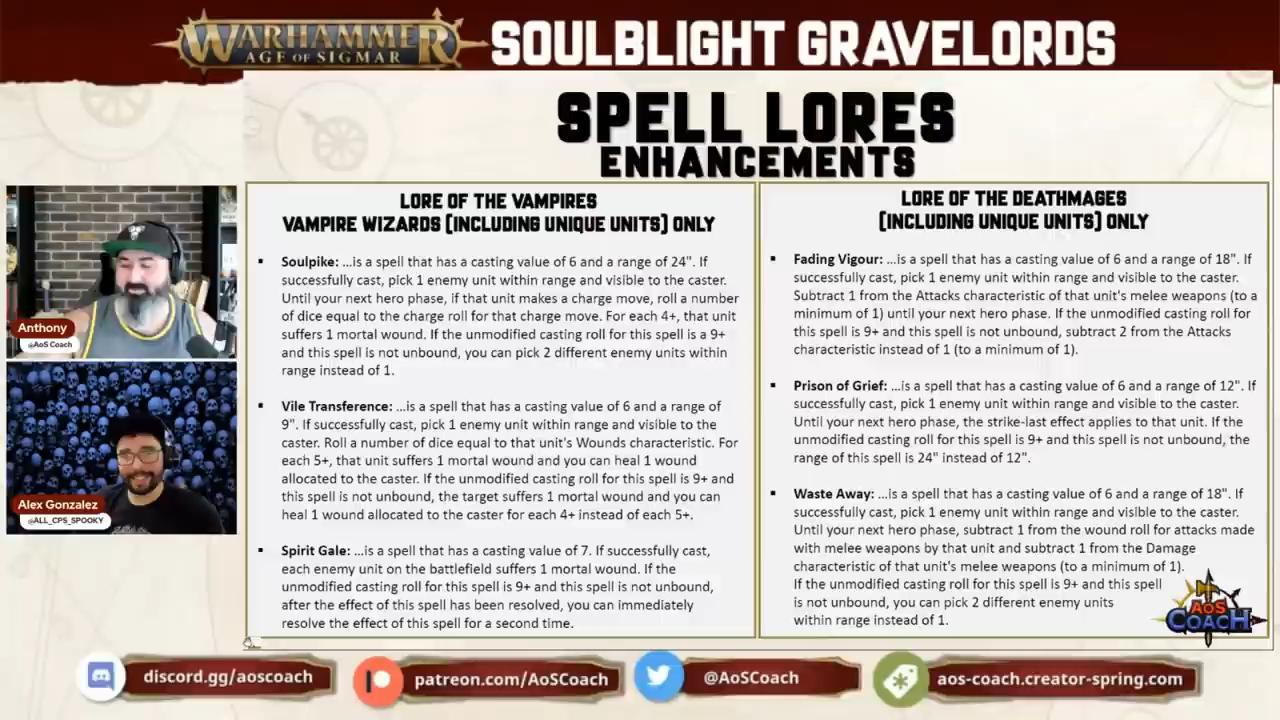 WARHAMMER
AGE OF SIGMAR
SOULBLIGHT GRAVELORDS
SPELL LORES
ENHANCEMENTS
LORE OF THE VAMPIRES
VAMPIRE WIZARDS (INCLUDING UNIQUE UNITS) ONLY
▪ Soulpike: ...is a spell that has a casting value of 6 and a range of 24". If
successfully cast, pick 1 enemy unit within range and visible to the caster.
Until your next hero phase, if that unit makes a charge move, roll a number
of dice equal to the charge roll for that charge move. For each 4+, that unit
suffers 1 mortal wound. If the unmodified casting roll for this spell is a 9+
and this spell is not unbound, you can pick 2 different enemy units within
range instead of 1.
▪ Vile Transference: ...is a spell that has a casting value of 6 and a range of
9". If successfully cast, pick 1 enemy unit within range and visible to the
caster. Roll a number of dice equal to that unit's Wounds characteristic. For
each 5+, that unit suffers 1 mortal wound and you can heal 1 wound
allocated to the caster. If the unmodified casting roll for this spell is 9+ and
this spell is not unbound, the target suffers 1 mortal wound and you can
heal 1 wound allocated to the caster for each 4+ instead of each 5+.
▪ Spirit Gale: ...is a spell that has a casting value of 7. If successfully cast,
each enemy unit on the battlefield suffers 1 mortal wound. If the
unmodified casting roll for this spell is 9+ and this spell is not unbound,
after the effect of this spell has been resolved, you can immediately
resolve the effect of this spell for a second time.
LORE OF THE DEATHMAGES
(INCLUDING UNIQUE UNITS) ONLY
▪ Fading Vigour: ...is a spell that has a casting value of 6 and a range of 18". If
successfully cast, pick 1 enemy unit within range and visible to the caster.
Subtract 1 from the Attacks characteristic of that unit's melee weapons (to a
minimum of 1) until your next hero phase. If the unmodified casting roll for
this spell is 9+ and this spell is not unbound, subtract 2 from the Attacks
characteristic instead of 1 (to a minimum of 1).
▪ Prison of Grief: ...is a spell that has a casting value of 6 and a range of 12". If
successfully cast, pick 1 enemy unit within range and visible to the caster.
Until your next hero phase, the strike-last effect applies to that unit. If the
unmodified casting roll for this spell is 9+ and this spell is not unbound, the
range of this spell is 24" instead of 12".
▪ Waste Away: ...is a spell that has a casting value of 6 and a range of 18". If
successfully cast, pick 1 enemy unit within range and visible to the caster.
Until your next hero phase, subtract 1 from the wound roll for attacks made
with melee weapons by that unit and subtract 1 from the Damage
characteristic of that unit's melee weapons (to a minimum of 1).
If the unmodified casting roll for this spell is 9+ and this spell
is not unbound, you can pick 2 different enemy units
within range instead of 1.
AOS
COACH
Anthony
@AoS Coach
Alex Gonzalez
@ALL_CPS_SPOOKY
discord.gg/aoscoach
patreon.com/AoSCoach
@AoSCoach
aos-coach.creator-spring.com